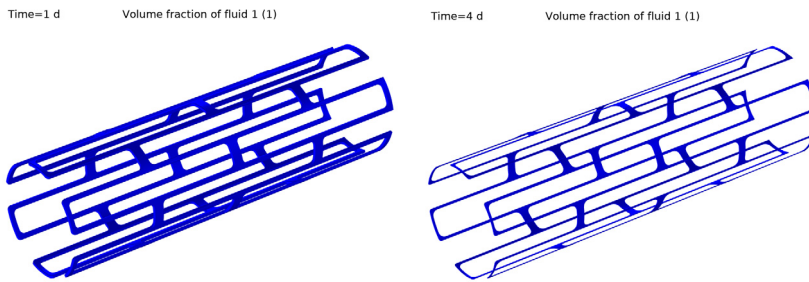 Time=1 d Volume fraction of fluid 1 (1)
Time=4 d Volume fraction of fluid 1 (1)